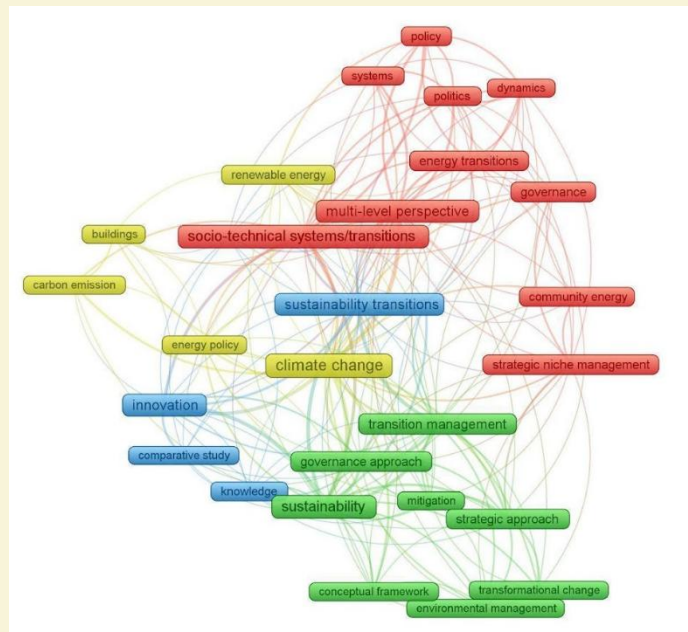 policy
systems
dynamics
politics
energy transitions
renewable energy
governance
multi-level perspective
socio-technical systems/transitions
buildings
carbon emission
community energy
sustainability transitions
energy policy
climate change
strategic niche management
innovation
transition management
comparative study
governance approach
knowledge
mitigation
sustainability
strategic approach
conceptual framework
transformational change
environmental management